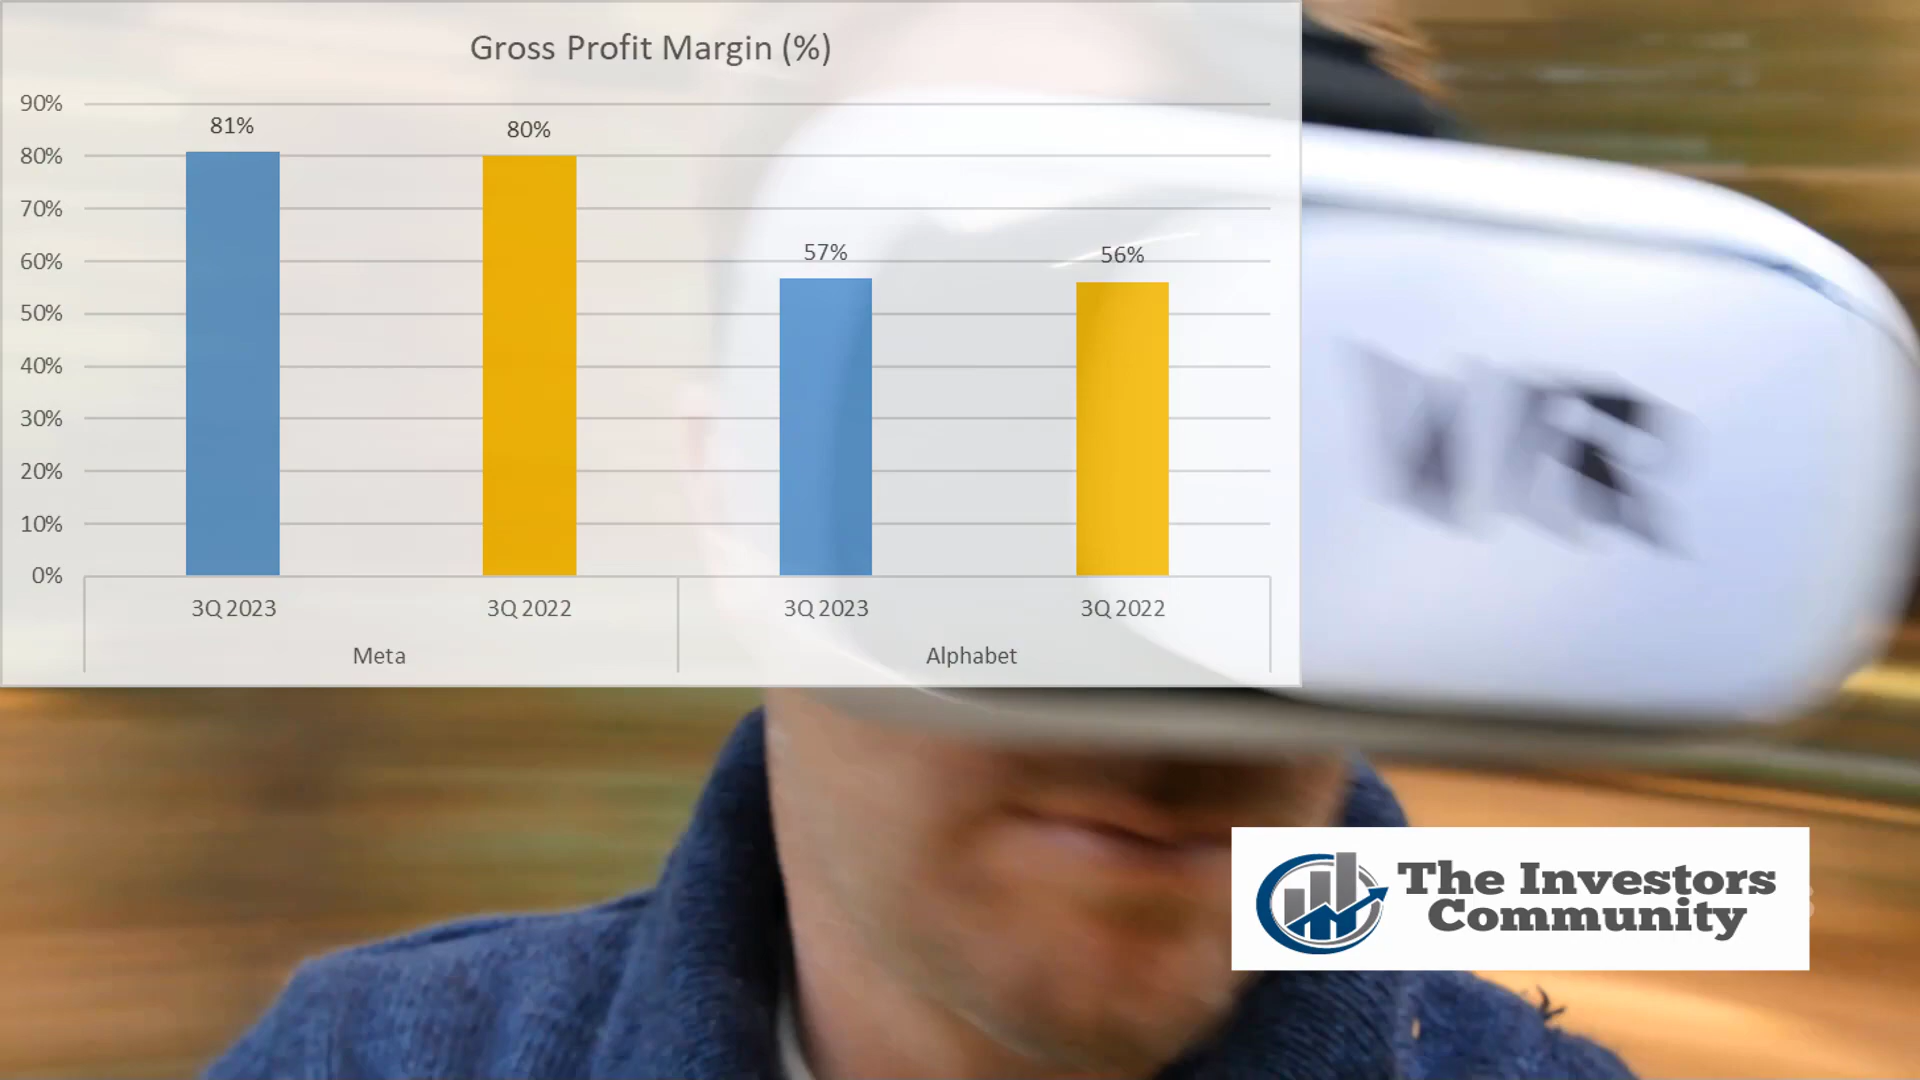 Gross Profit Margin (%)
90%
80%
70%
60%
50%
40%
30%
20%
10%
0%
81%
80%
57%
56%
3Q 2023
3Q 2022
3Q 2023
3Q 2022
Meta
Alphabet
VR
The Investors
Community